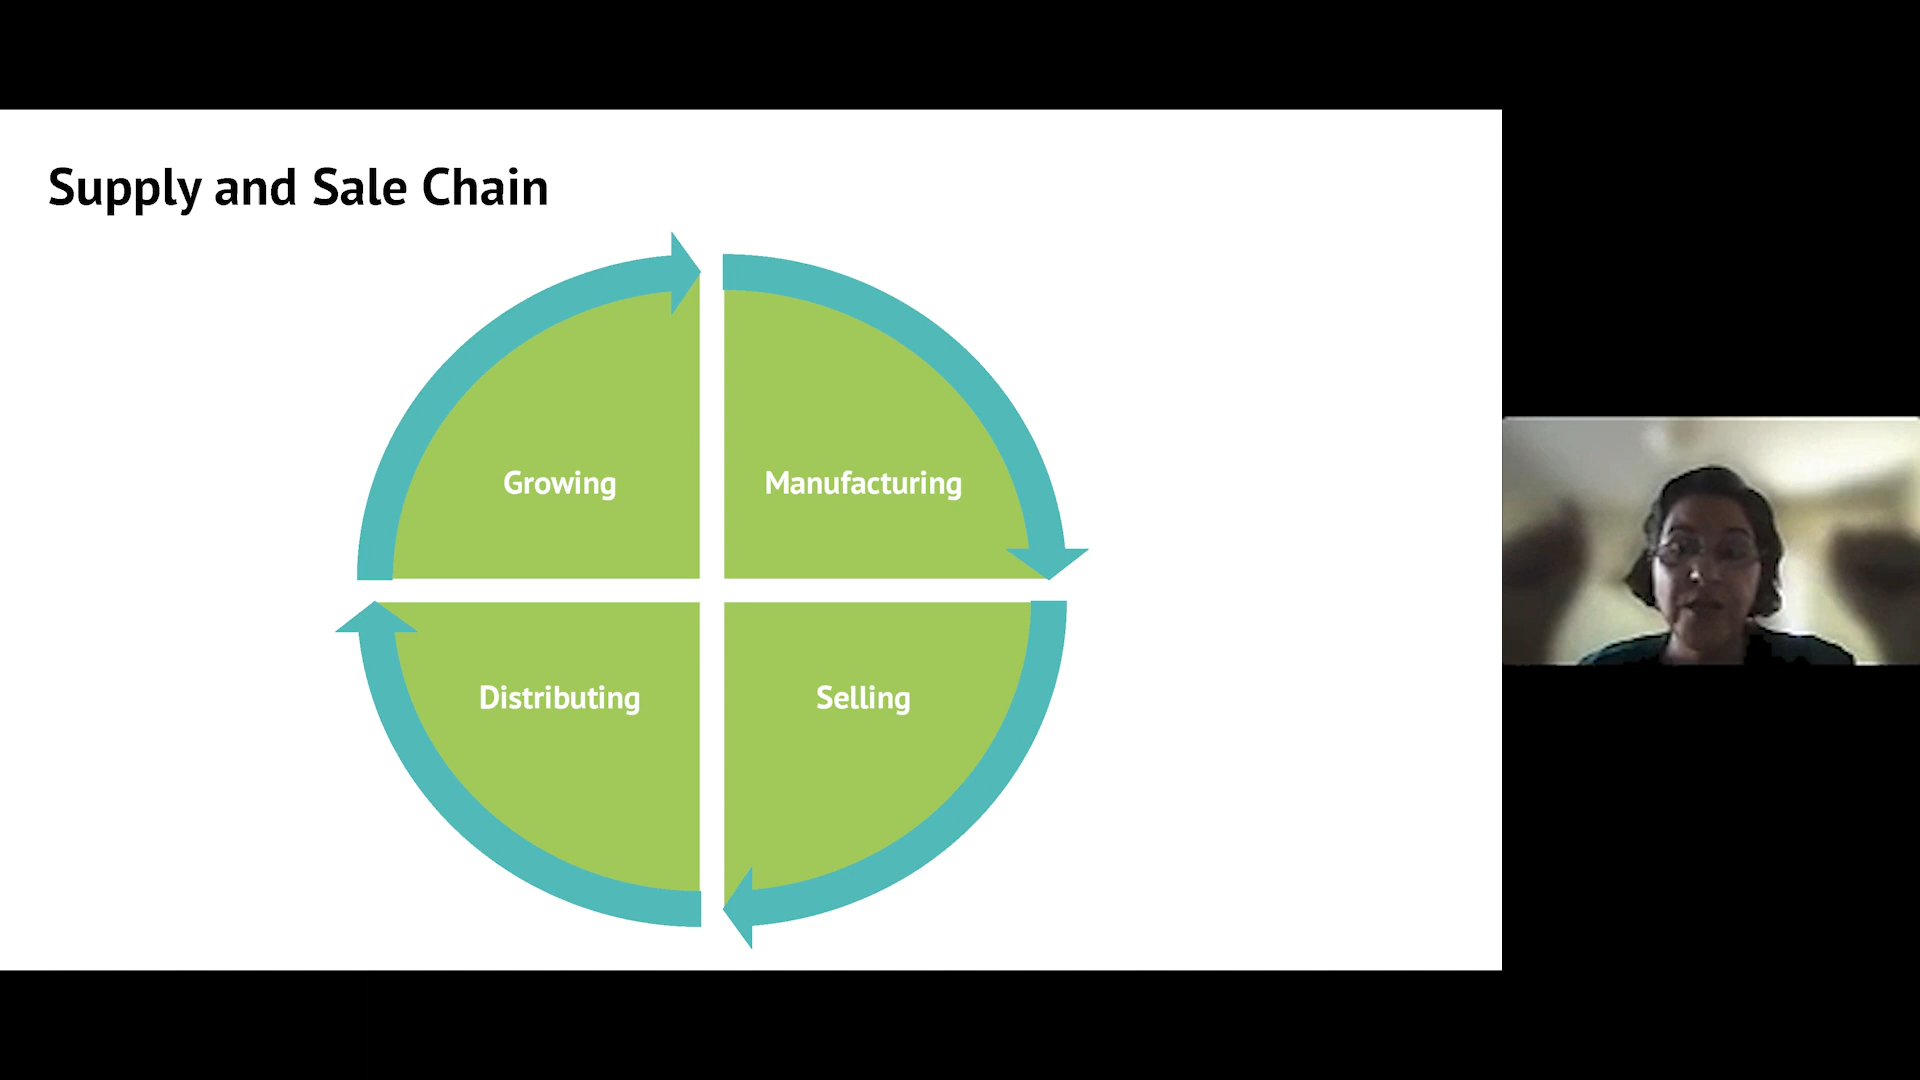 Supply and Sale Chain
Growing
Manufacturing
Distributing
Selling